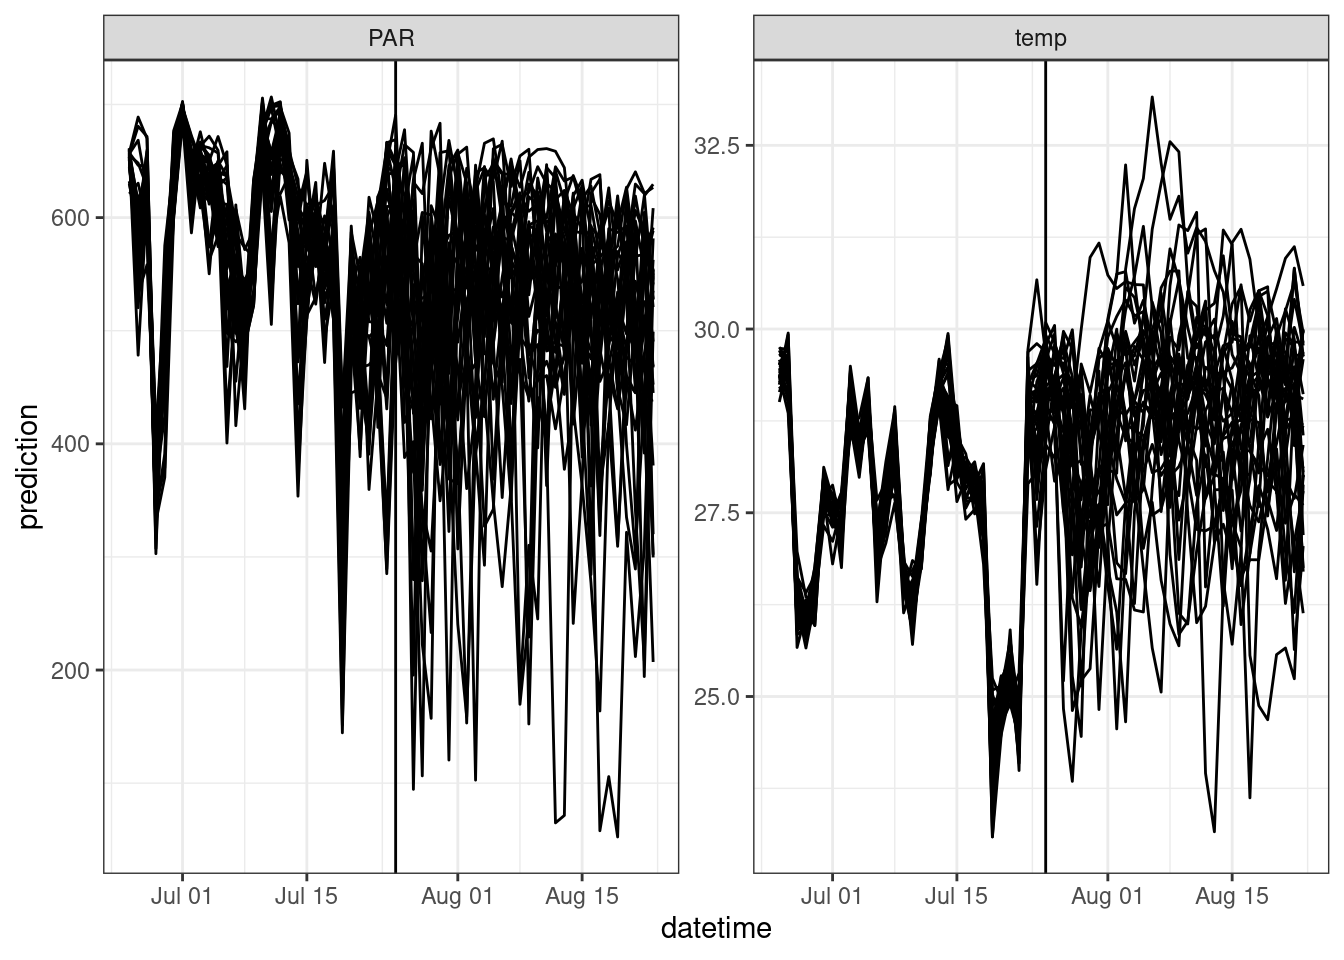 PAR
temp
prediction
600
400
200
32.5
30.0
27.5
25.0
Jul 01
Jul 15
Aug 01
Aug 15
Jul 01
Jul 15
Aug 01
Aug 15
datetime